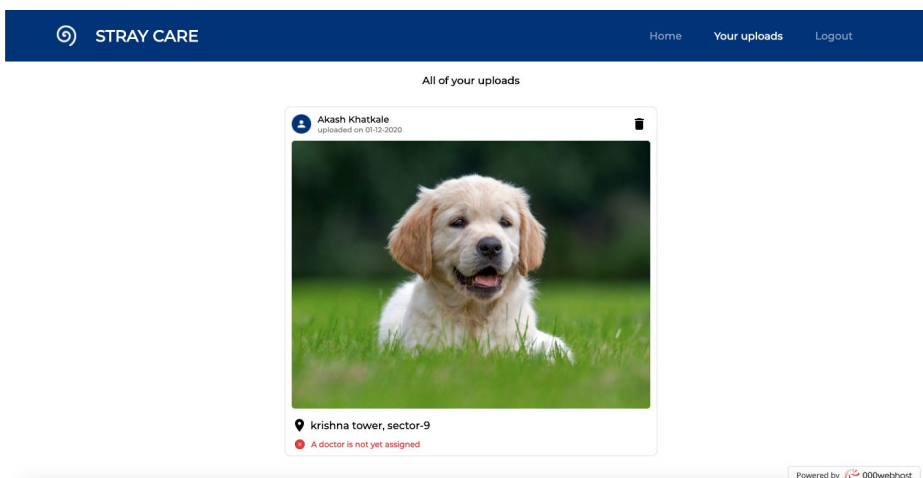 STRAY CARE
Home Your uploads Logout
All of your uploads
Akash Khatkale
uploaded on 01-12-2020
krishna tower, sector-9
A doctor is not yet assigned
Powered by 000webhost